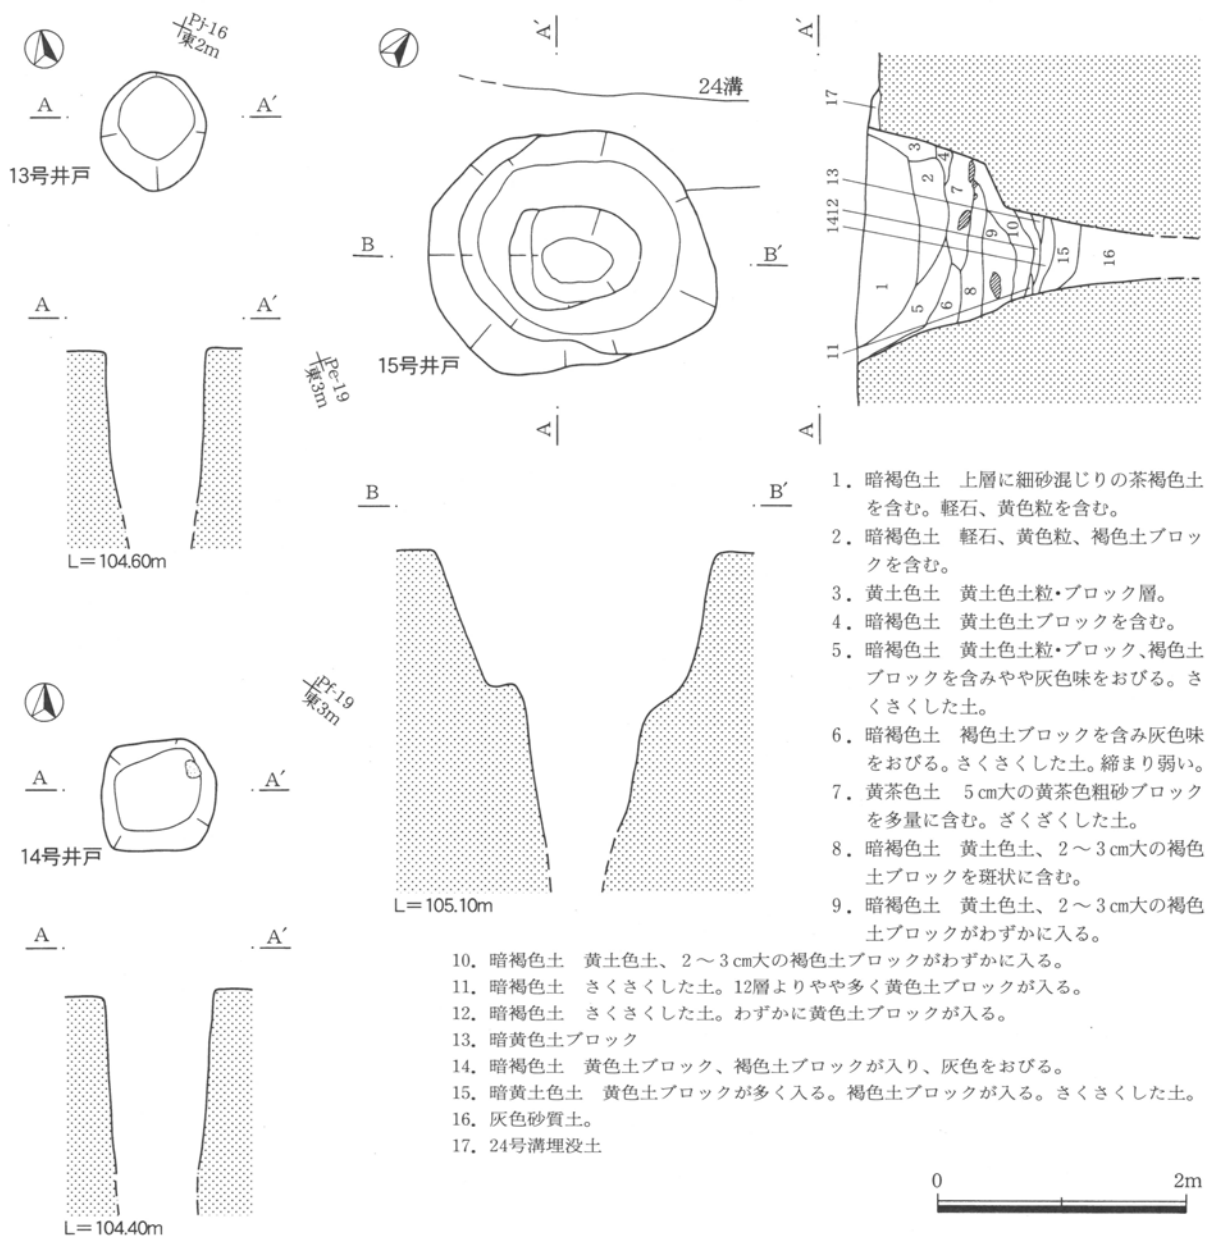 Pj-16
東2m
A A′
13号井戸
A A′
L＝104.60m
Pe-19
東3m
Pf-19
東3m
A A′
14号井戸
A A′
L＝104.40m
A′
24溝
B B′
15号井戸
A
B B′
L＝105.10m
A′
17
3
4
2
7
13
12
14
9
10
15
16
1
8
5
6
11
A
1．暗褐色土　上層に細砂混じりの茶褐色土
を含む。軽石、黄色粒を含む。
2．暗褐色土　軽石、黄色粒、褐色土ブロッ
クを含む。
3．黄土色土　黄土色土粒・ブロック層。
4．暗褐色土　黄土色土ブロックを含む。
5．暗褐色土　黄土色土粒・ブロック、褐色土
ブロックを含みやや灰色味をおびる。さ
くさくした土。
6．暗褐色土　褐色土ブロックを含み灰色味
をおびる。さくさくした土。締まり弱い。
7．黄茶色土　5㎝大の黄茶色粗砂ブロック
を多量に含む。ざくざくした土。
8．暗褐色土　黄土色土、2～3㎝大の褐色
土ブロックを斑状に含む。
9．暗褐色土　黄土色土、2～3㎝大の褐色
土ブロックがわずかに入る。
10．暗褐色土　黄土色土、2～3㎝大の褐色土ブロックがわずかに入る。
11．暗褐色土　さくさくした土。12層よりやや多く黄色土ブロックが入る。
12．暗褐色土　さくさくした土。わずかに黄色土ブロックが入る。
13．暗黄色土ブロック
14．暗褐色土　黄色土ブロック、褐色土ブロックが入り、灰色をおびる。
15．暗黄土色土　黄色土ブロックが多く入る。褐色土ブロックが入る。さくさくした土。
16．灰色砂質土。
17．24号溝埋没土
0 2m